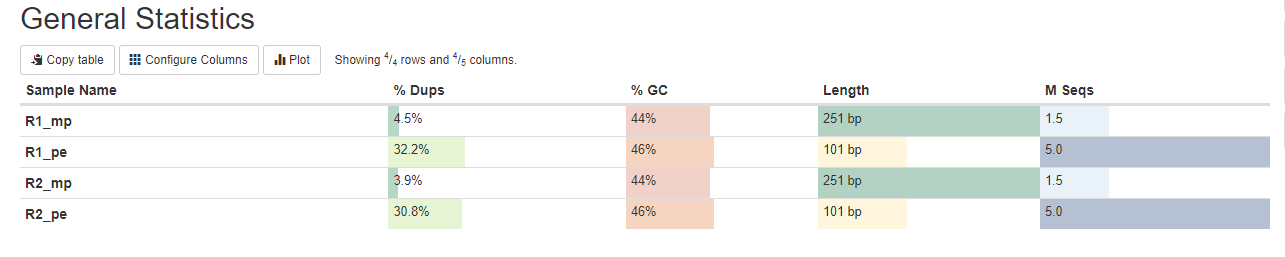 General Statistics
Copy table Configure Columns Plot Showing 4/4 rows and 4/5 columns.
Sample Name % Dups % GC Length M Seqs
R1_mp 4.5% 44% 251 bp 1.5
R1_pe 32.2% 46% 101 bp 5.0
R2_mp 3.9% 44% 251 bp 1.5
R2_pe 30.8% 46% 101 bp 5.0